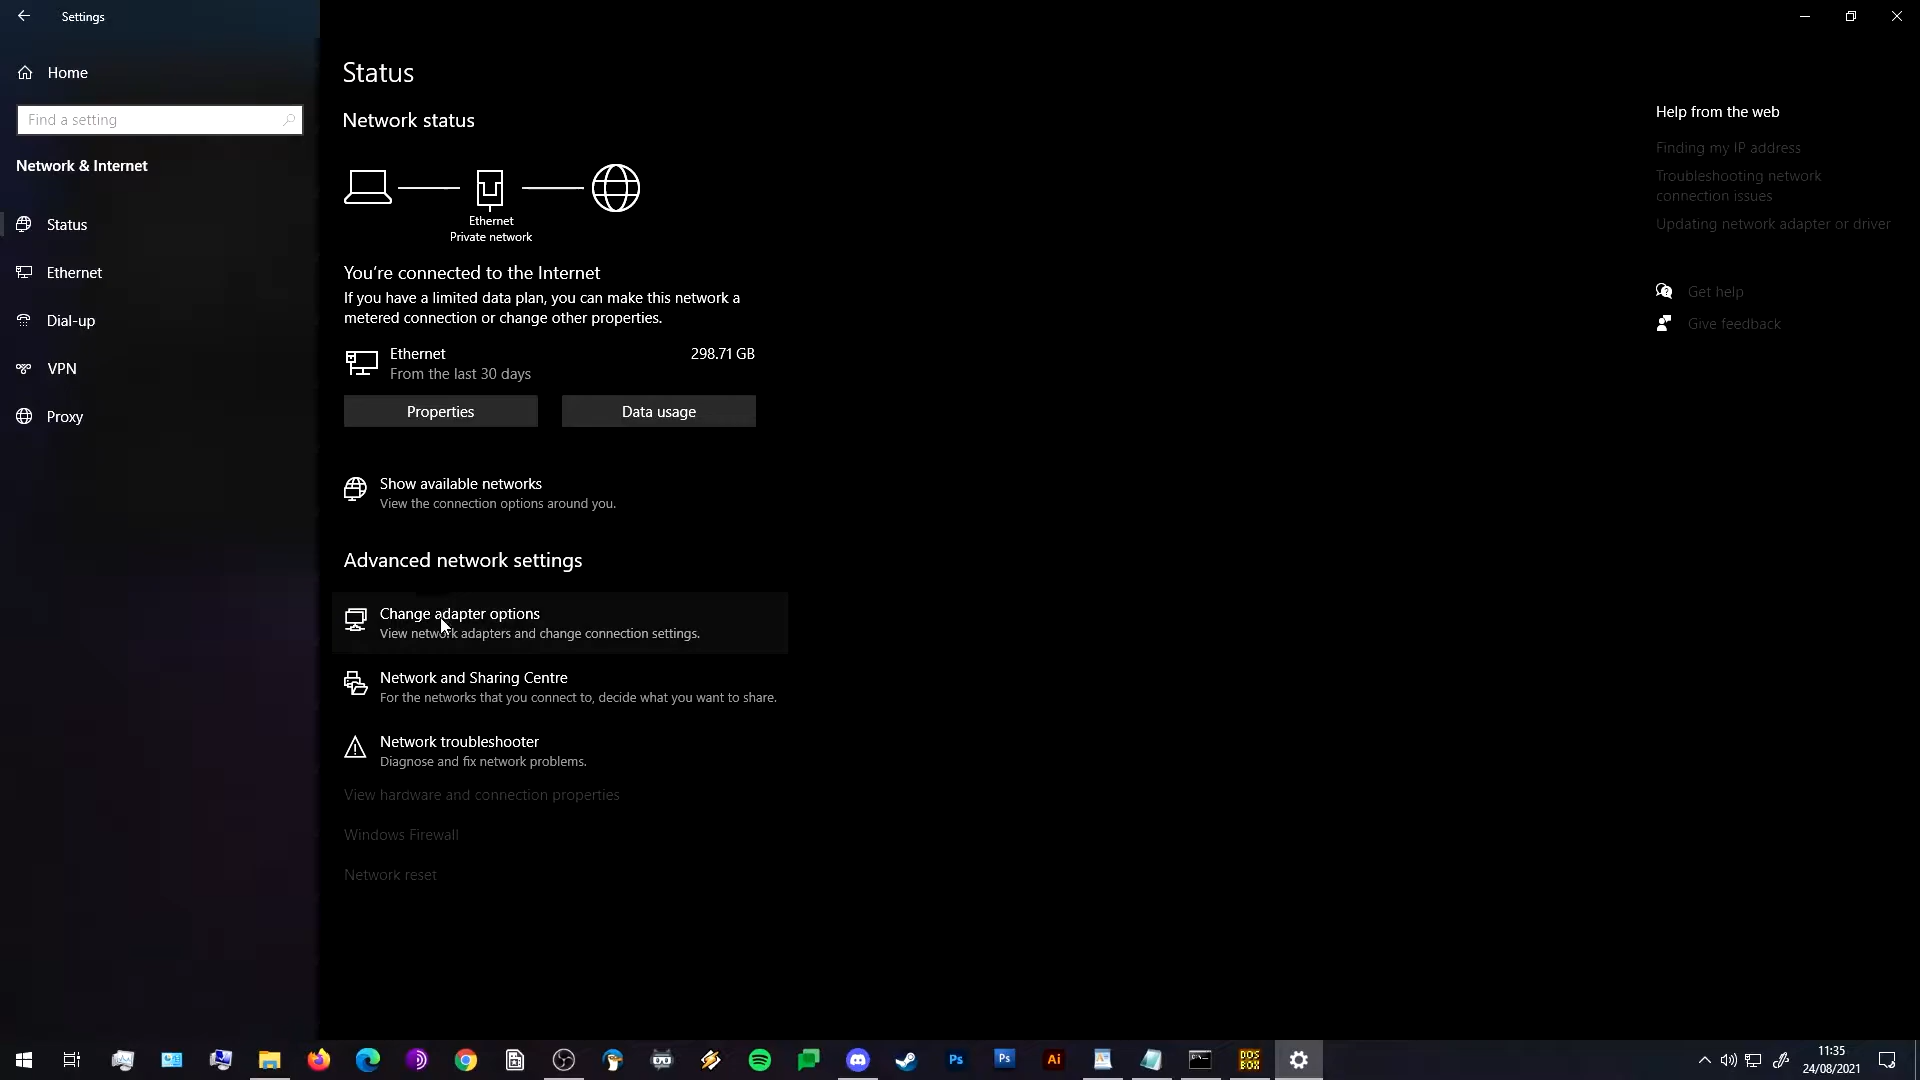 Settings
Home
Find a setting
Network & Internet
Status
Ethernet
Dial-up
VPN
Proxy
Status
Network status
Ethernet
Private network
You're connected to the Internet
If you have a limited data plan, you can make this network a
metered connection or change other properties.
Ethernet 298.71 GB
From the last 30 days
Properties Data usage
Show available networks
View the connection options around you.
Advanced network settings
Change adapter options
View network adapters and change connection settings.
Network and Sharing Centre
For the networks that you connect to, decide what you want to share.
Network troubleshooter
Diagnose and fix network problems.
View hardware and connection properties
Windows Firewall
Network reset
Help from the web
Finding my IP address
Troubleshooting network
connection issues
Updating network adapter or driver
Get help
Give feedback
Ps
Ps
Ai
DOS
BOX
11:35
24/08/2021